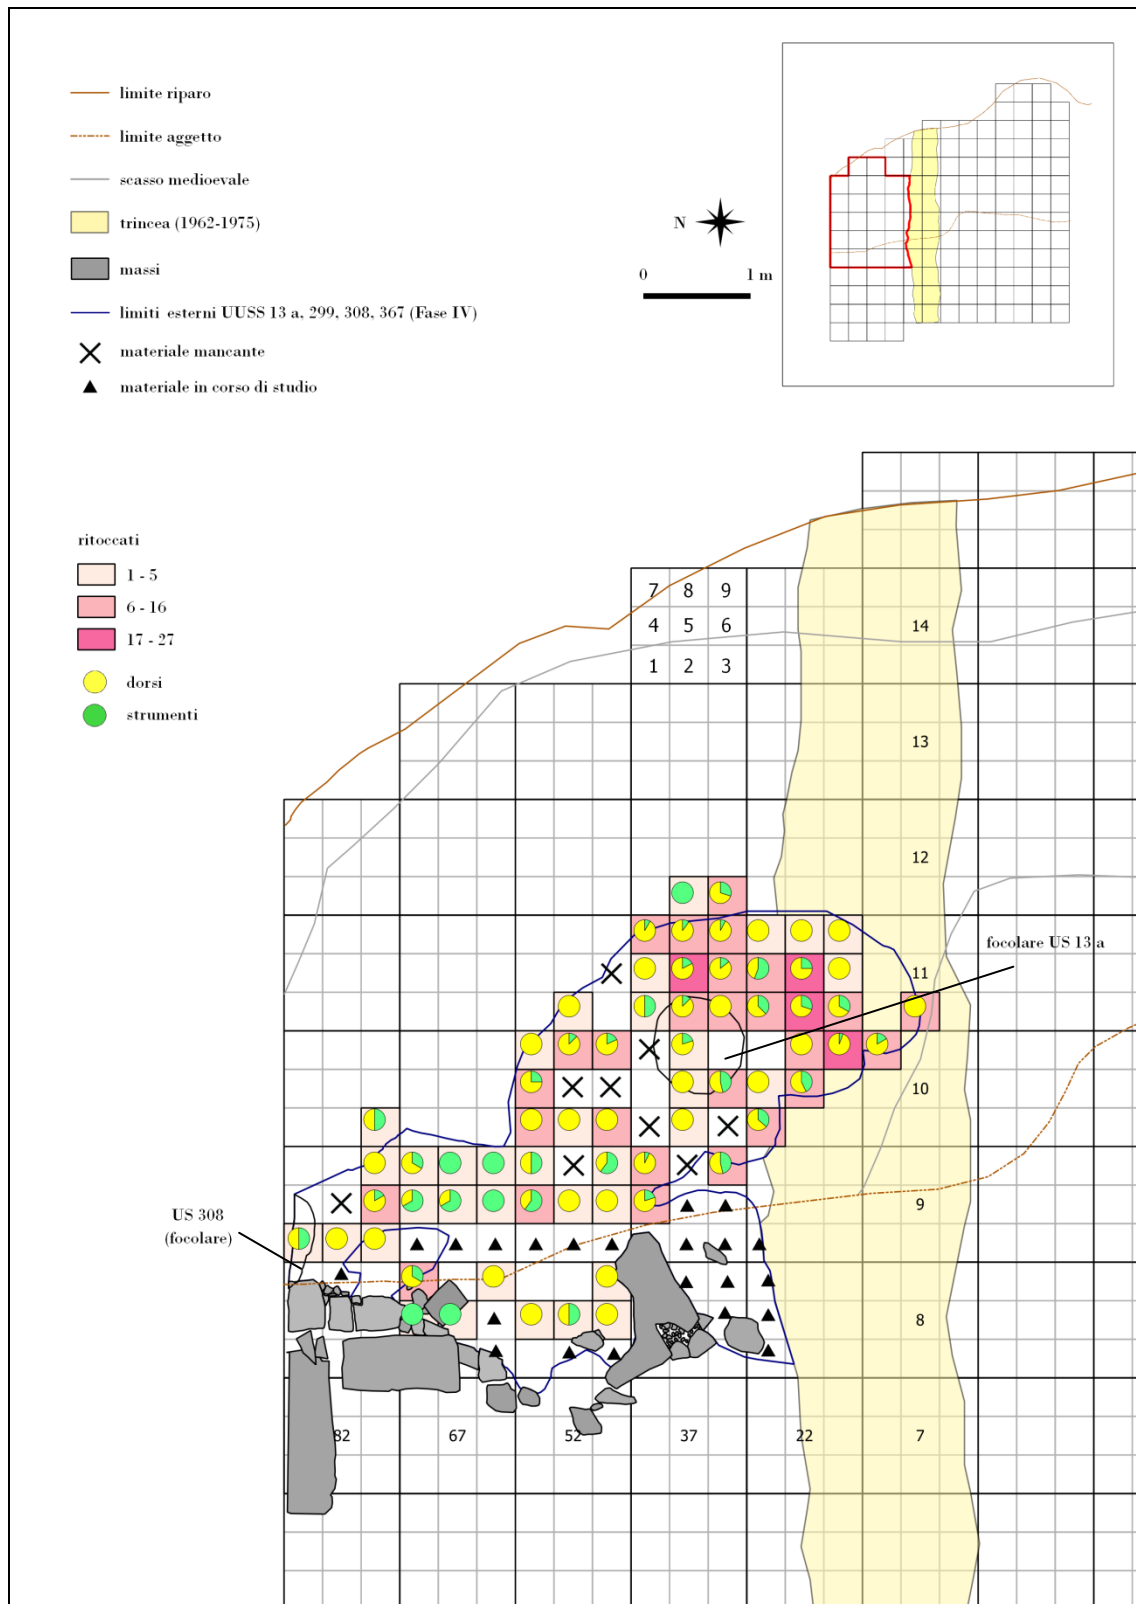 limite riparo
limite aggetto
scasso medioevale
trincea (1962-1975)
massi
limiti esterni UUSS 13 a, 299, 308, 367 (Fase IV)
materiale mancante
materiale in corso di studio
N
0 1 m
ritoccati
1 - 5
6 - 16
17 - 27
dorsi
strumenti
7 8 9
4 5 6
1 2 3
14
13
12
focolare US 13 a
11
10
9
US 308
(focolare)
8
82 67 52 37 22 7